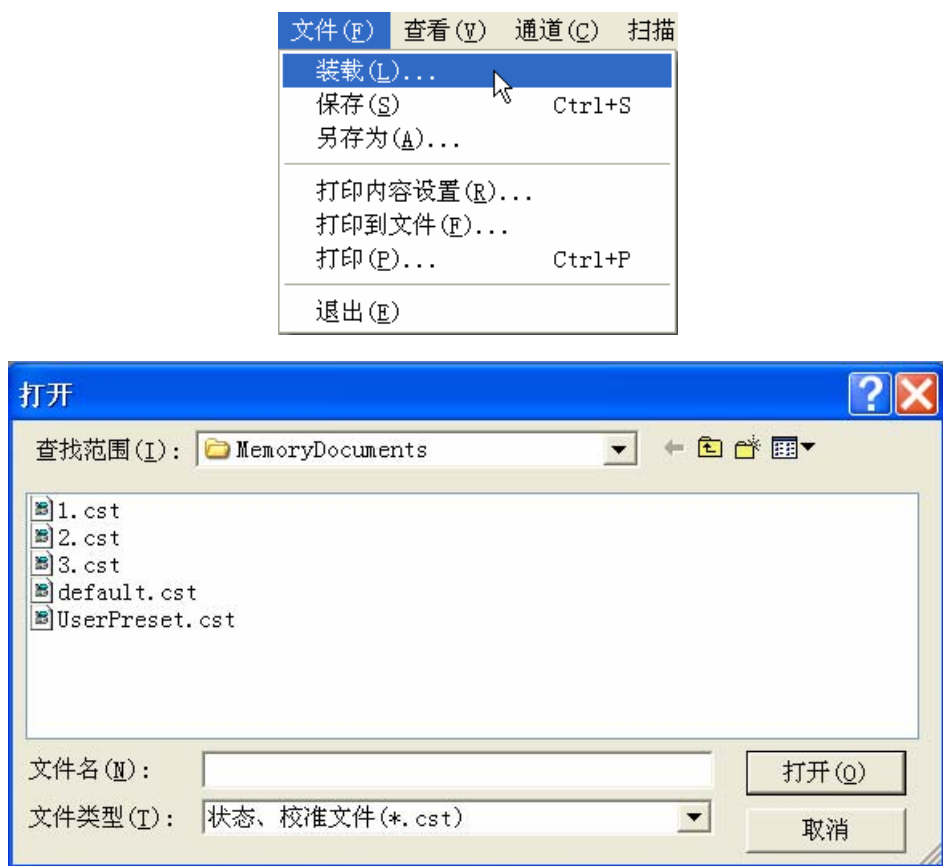 文件(F) 查看(V) 通道(C) 扫描
装载(L)...
保存(S) Ctrl+S
另存为(A)...
打印内容设置(R)...
打印到文件(F)...
打印(P)... Ctrl+P
退出(E)
打开
查找范围(I): MemoryDocuments
1.cst
2.cst
3.cst
default.cst
UserPreset.cst
文件名(N): 打开(O)
文件类型(T): 状态、校准文件(*.cst) 取消